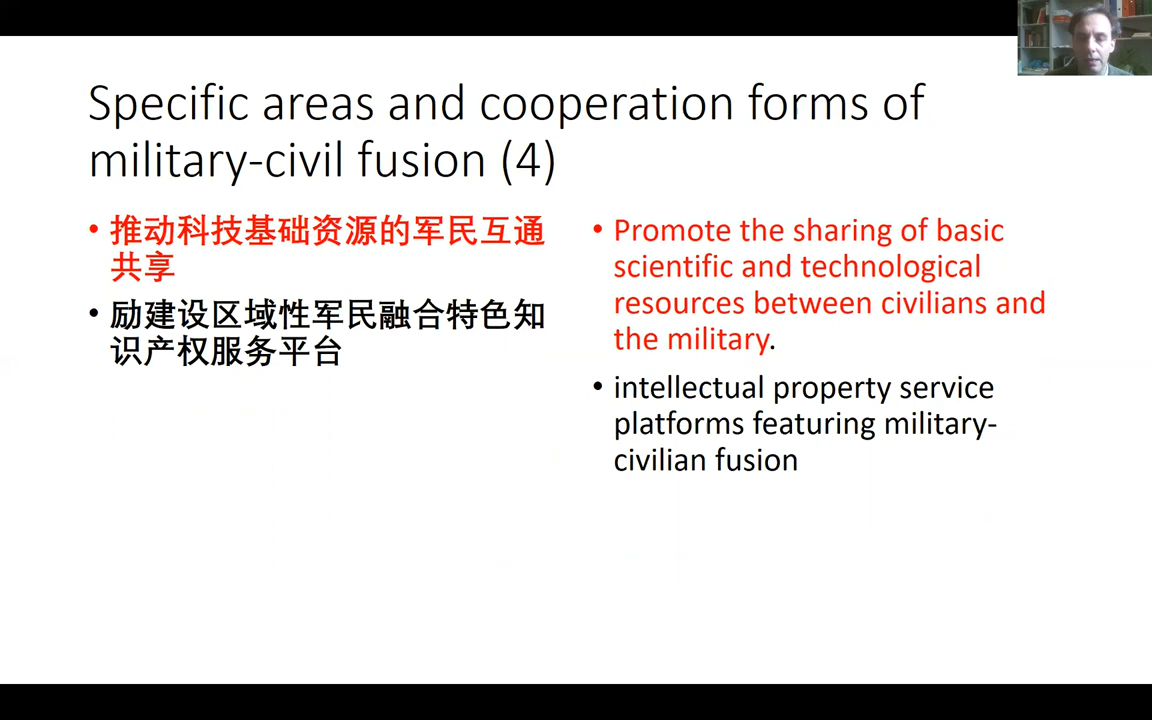 Specific areas and cooperation forms of
military-civil fusion (4)
• 推动科技基础资源的军民互通
共享
• 励建设区域性军民融合特色知
识产权服务平台
• Promote the sharing of basic
scientific and technological
resources between civilians and
the military.
• intellectual property service
platforms featuring military-
civilian fusion